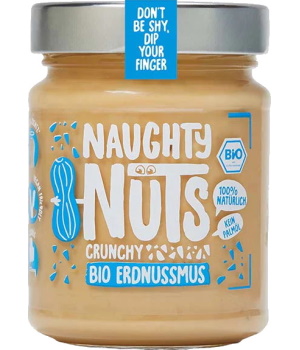 DON'T
BE SHY,
DIP
YOUR
FINGER
NAUGHTY
NUTS
BIO
100%
NATÜRLICH
KEIN
PALMÖL
CRUNCHY
BIO ERDNUSSMUS